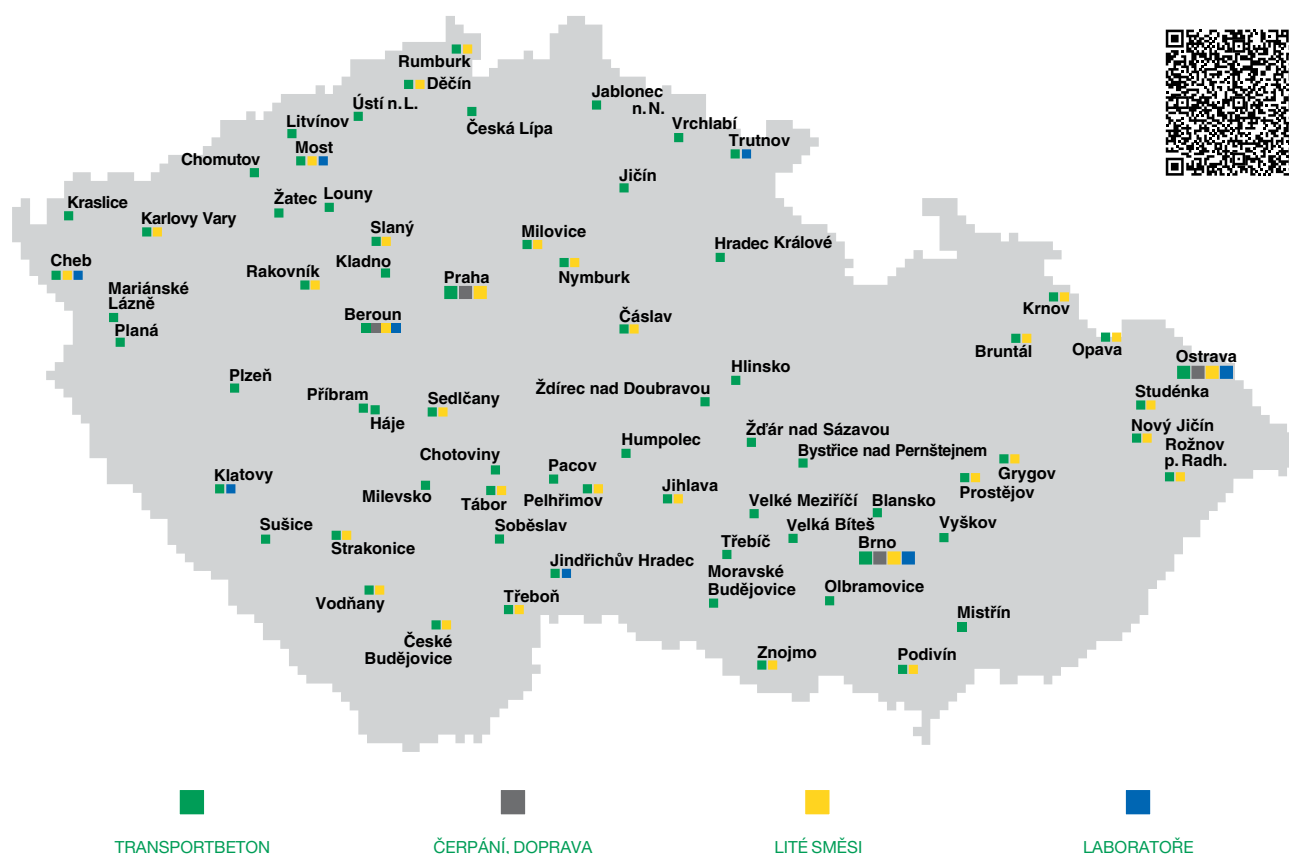 Rumburk
Děčín
Ústí n. L.
Česká Lípa
Jablonec
n. N.
Litvínov
Most
Vrchlabí
Trutnov
Chomutov
Jičín
Žatec
Louny
Kraslice
Karlovy Vary
Slaný
Milovice
Hradec Králové
Cheb
Rakovník
Kladno
Praha
Nymburk
Mariánské
Lázně
Planá
Beroun
Čáslav
Krnov
Bruntál
Opava
Ostrava
Plzeň
Hlinsko
Ždírec nad Doubravou
Příbram
Háje
Sedlčany
Studénka
Nový Jičín
Rožnov
p. Radh.
Humpolec
Žďár nad Sázavou
Bystřice nad Pernštejnem
Chotoviny
Grygov
Klatovy
Milevsko
Tábor
Pacov
Pelhřimov
Jihlava
Prostějov
Velké Meziříčí
Blansko
Sušice
Strakonice
Soběslav
Velká Bíteš
Vyškov
Třebíč
Brno
Jindřichův Hradec
Moravské
Budějovice
Olbramovice
Vodňany
Třeboň
Mistřín
České
Budějovice
Znojmo
Podivín
TRANSPORTBETON
ČERPÁNÍ, DOPRAVA
LITÉ SMĚSI
LABORATOŘE